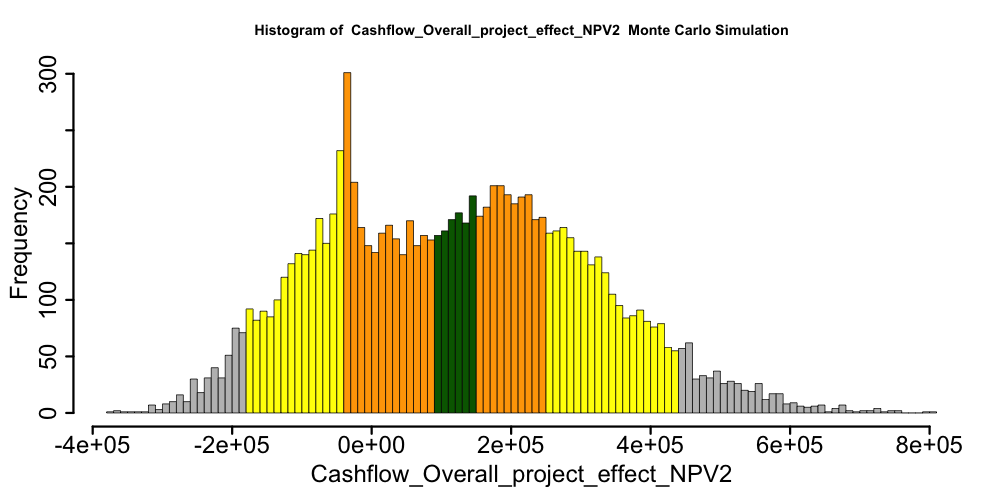 Histogram of  Cashflow_Overall_project_effect_NPV2  Monte Carlo Simulation
Frequency
300
200
100
50
0
-4e+05
-2e+05
0e+00
2e+05
4e+05
6e+05
8e+05
Cashflow_Overall_project_effect_NPV2